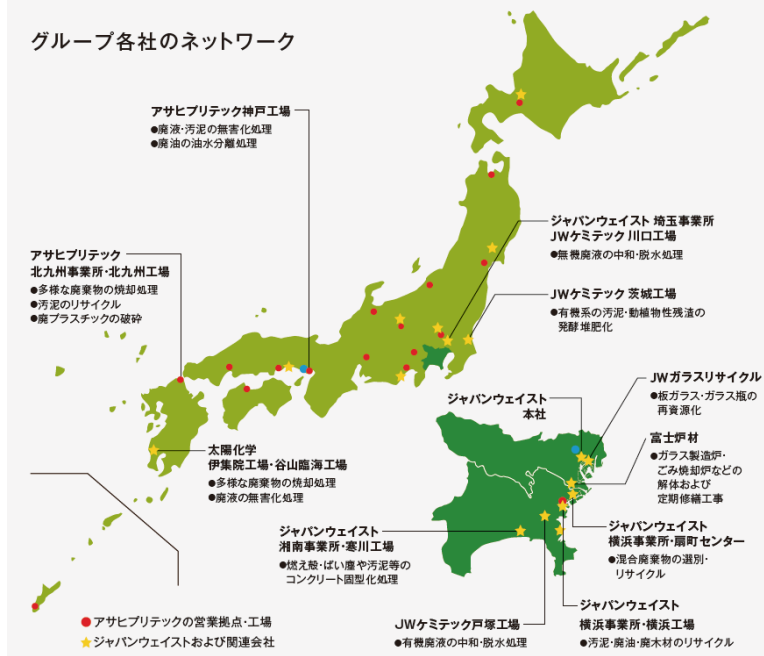 グループ各社のネットワーク
アサヒプリテック神戸工場
●廃液・汚泥の無害化処理
●廃油の油水分離処理
アサヒプリテック
北九州事業所・北九州工場
●多様な廃棄物の焼却処理
●汚泥のリサイクル
●廃プラスチックの破砕
ジャパンウェイスト 埼玉事業所
JWケミテック 川口工場
●無機廃液の中和・脱水処理
JWケミテック 茨城工場
●有機系の汚泥・動植物性残渣の
発酵堆肥化
JWガラスリサイクル
●板ガラス・ガラス瓶の
再資源化
ジャパンウェイスト
本社
富士炉材
●ガラス製造炉・
ごみ焼却炉などの
解体および
定期修繕工事
太陽化学
伊集院工場・谷山臨海工場
●多様な廃棄物の焼却処理
●廃液の無害化処理
ジャパンウェイスト
湘南事業所・寒川工場
●燃え殻・ばい塵や汚泥等の
コンクリート固型化処理
ジャパンウェイスト
横浜事業所・扇町センター
●混合廃棄物の選別・
リサイクル
JWケミテック戸塚工場
●有機廃液の中和・脱水処理
ジャパンウェイスト
横浜事業所・横浜工場
●汚泥・廃油・廃木材のリサイクル
●アサヒプリテックの営業拠点・工場
★ジャパンウェイストおよび関連会社